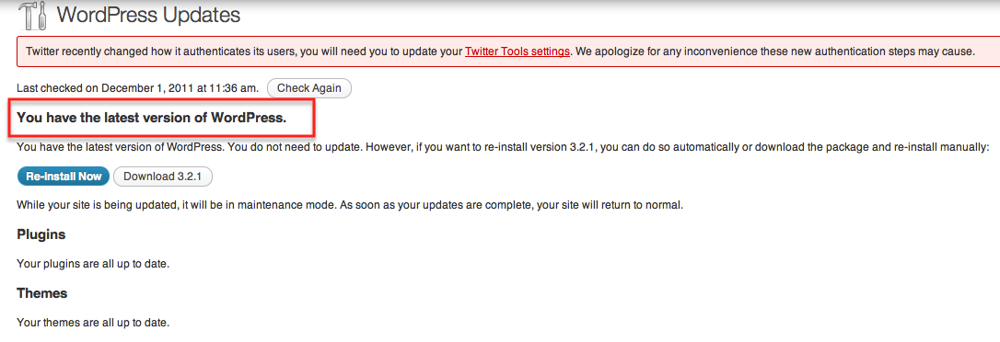 WordPress Updates
Twitter recently changed how it authenticates its users, you will need you to update your Twitter Tools settings. We apologize for any inconvenience these new authentication steps may cause.
Last checked on December 1, 2011 at 11:36 am. Check Again
You have the latest version of WordPress.
You have the latest version of WordPress. You do not need to update. However, if you want to re-install version 3.2.1, you can do so automatically or download the package and re-install manually:
Re-install Now Download 3.2.1
While your site is being updated, it will be in maintenance mode. As soon as your updates are complete, your site will return to normal.
Plugins
Your plugins are all up to date.
Themes
Your themes are all up to date.